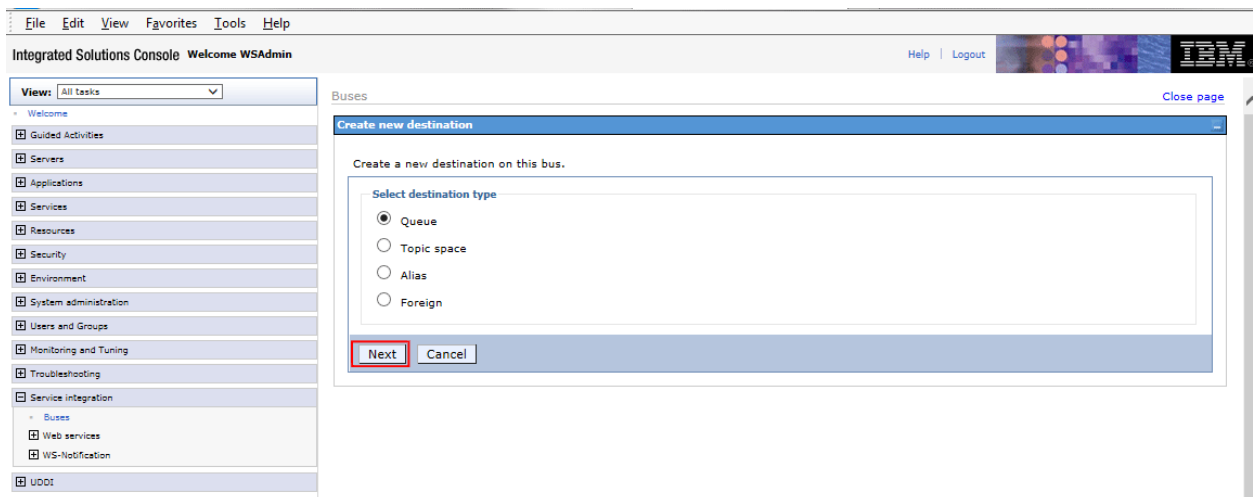 File Edit View Favorites Tools Help
Integrated Solutions Console Welcome WSAdmin
Help | Logout
IBM®
View: All tasks
Welcome
Guided Activities
Servers
Applications
Services
Resources
Security
Environment
System administration
Users and Groups
Monitoring and Tuning
Troubleshooting
Service integration
Buses
Web services
WS-Notification
UDDI
Buses
Close page
Create new destination
Create a new destination on this bus.
Select destination type
Queue
Topic space
Alias
Foreign
Next Cancel